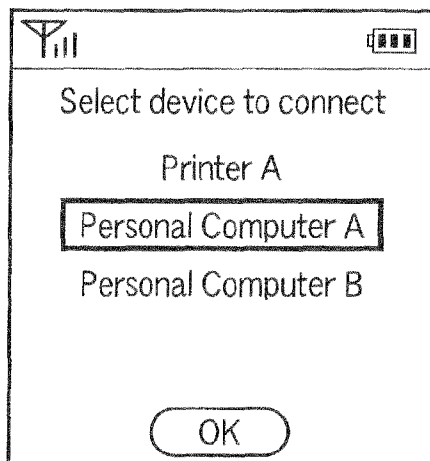 Select device to connect
Printer A
Personal Computer A
Personal Computer B
OK